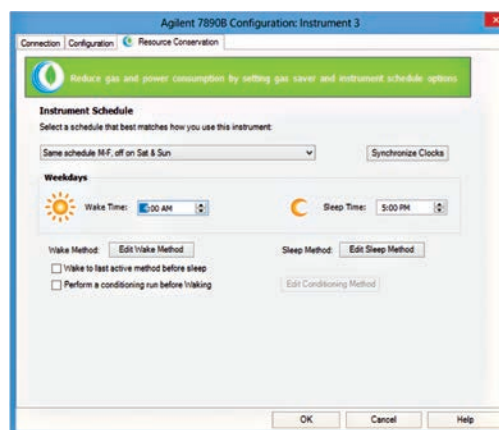 Agilent 7890B Configuration: Instrument 3
Connection Configuration Resource Conservation
Reduce gas and power consumption by setting gas saver and instrument schedule options
Instrument Schedule
Select a schedule that best matches how you use this instrument:
Same schedule M-F, off on Sat & Sun Synchronize Clocks
Weekdays
Wake Time: :00 AM Sleep Time: 5:00 PM
Wake Method: Edit Wake Method Sleep Method: Edit Sleep Method
Wake to last active method before sleep
Perform a conditioning run before Waking Edit Conditioning Method
OK Cancel Help